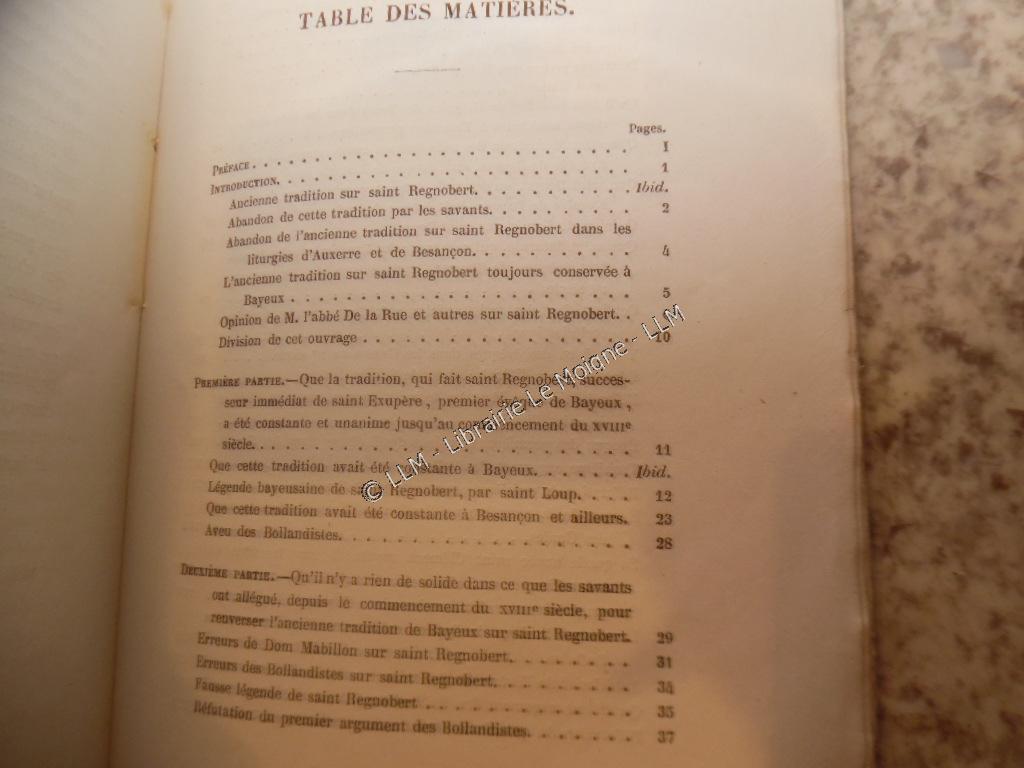 TABLE DES MATIÈRES.
Pages.
PRÉFACE. . . . . . . . . . . . . . . . . . . . I
INTRODUCTION. . . . . . . . . . . . . . . . . . 1
Ancienne tradition sur saint Regnobert. . . . . . . . . Ibid.
Abandon de cette tradition par les savants. . . . . . . . 2
Abandon de l'ancienne tradition sur saint Regnobert dans les
liturgies d'Auxerre et de Besançon. . . . . . . . . . 4
L'ancienne tradition sur saint Regnobert toujours conservée à
Bayeux . . . . . . . . . . . . . . . . . . 5
Opinion de M. l'abbé De la Rue et autres sur saint Regnobert. .
Division de cet ouvrage . . . . . . . . . . . . . . 10
PREMIÈRE PARTIE.—Que la tradition, qui fait saint Regnobert succes-
seur immédiat de saint Exupère, premier évêque de Bayeux,
a été constante et unanime jusqu'au commencement du XVIIIe
siècle. . . . . . . . . . . . . . . . . . . 11
Que cette tradition avait été constante à Bayeux. . . . . . Ibid.
Légende bayeusaine de saint Regnobert, par saint Loup. . . . 12
Que cette tradition avait été constante à Besançon et ailleurs. 23
Aveu des Bollandistes. . . . . . . . . . . . . . . . 28
DEUXIÈME PARTIE.—Qu'il n'y a rien de solide dans ce que les savants
ont allégué, depuis le commencement du XVIIIe siècle, pour
renverser l'ancienne tradition de Bayeux sur saint Regnobert. 29
Erreurs de Dom Mabillon sur saint Regnobert. . . . . . . 31
Erreurs des Bollandistes sur saint Regnobert. . . . . . . . 34
Fausse légende de saint Regnobert . . . . . . . . . . 35
Réfutation du premier argument des Bollandistes. . . . . . 37
© LLM - Librairie Le Moigne - LLM